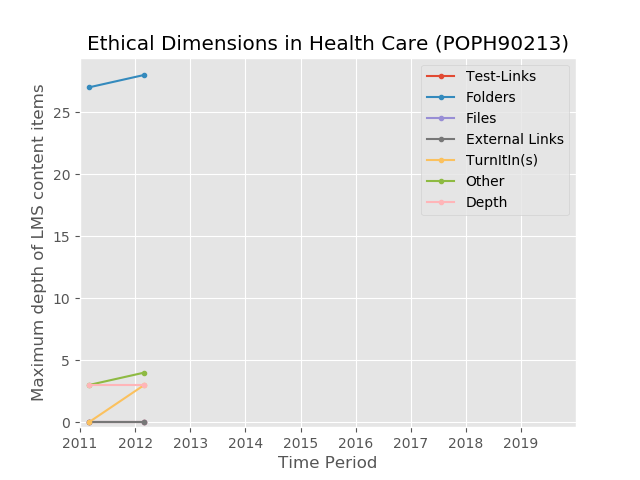 Ethical Dimensions in Health Care (POPH90213)
Test-Links
Folders
Files
External Links
TurnItIn(s)
Other
Depth
Maximum depth of LMS content items
25
20
15
10
5
0
2011 2012 2013 2014 2015 2016 2017 2018 2019
Time Period